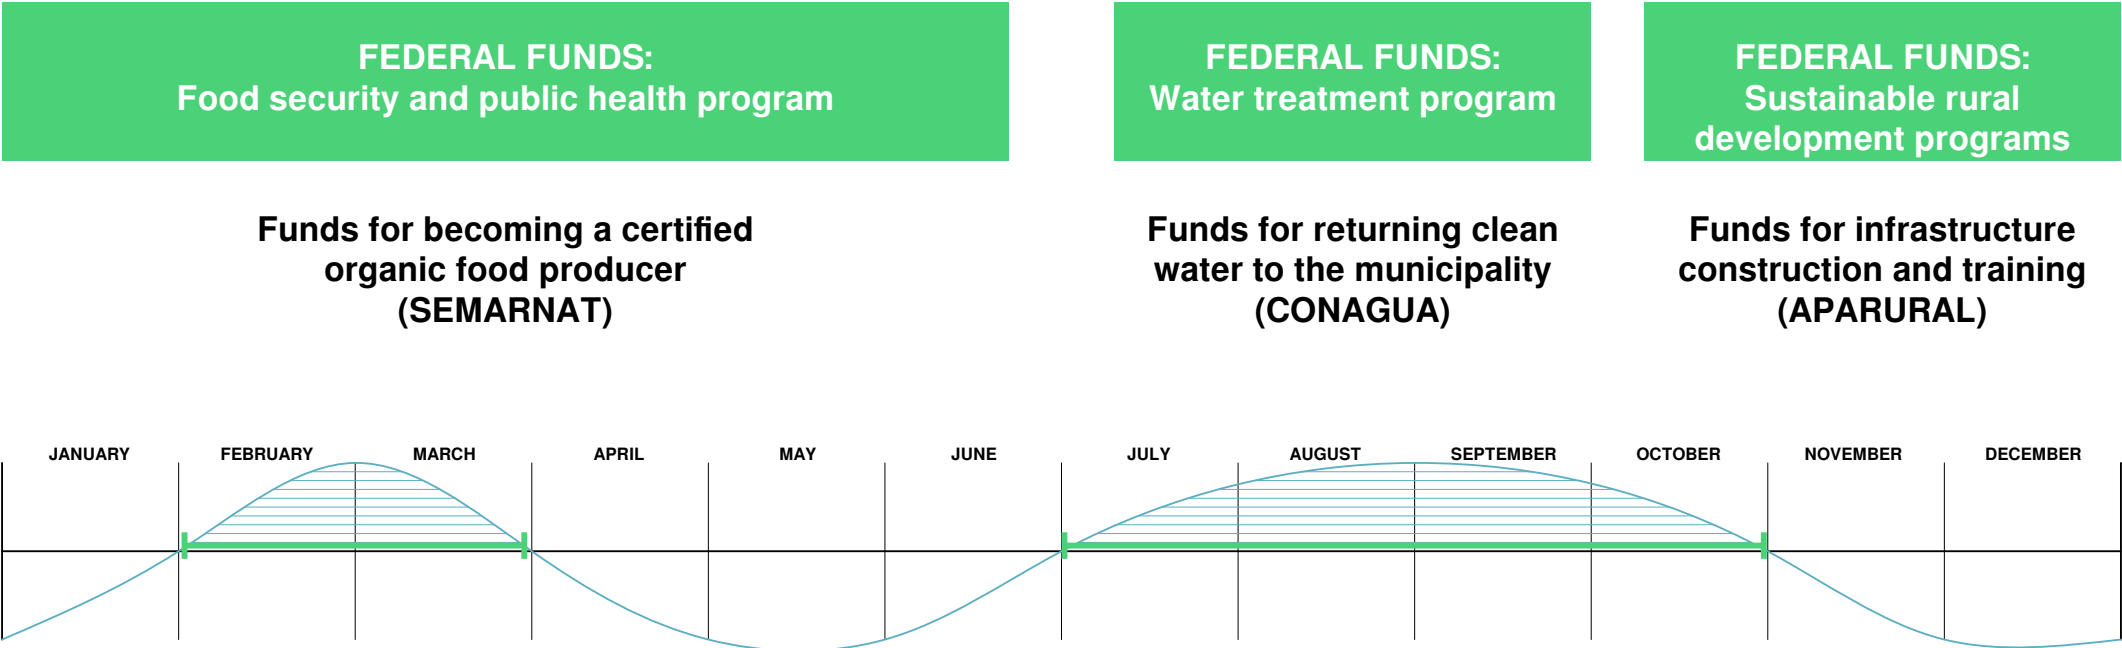 FEDERAL FUNDS:
Food security and public health program
FEDERAL FUNDS:
Water treatment program
FEDERAL FUNDS:
Sustainable rural
development programs
Funds for becoming a certified
organic food producer
(SEMARNAT)
Funds for returning clean
water to the municipality
(CONAGUA)
Funds for infrastructure
construction and training
(APARURAL)
JANUARY FEBRUARY MARCH APRIL MAY JUNE JULY AUGUST SEPTEMBER OCTOBER NOVEMBER DECEMBER